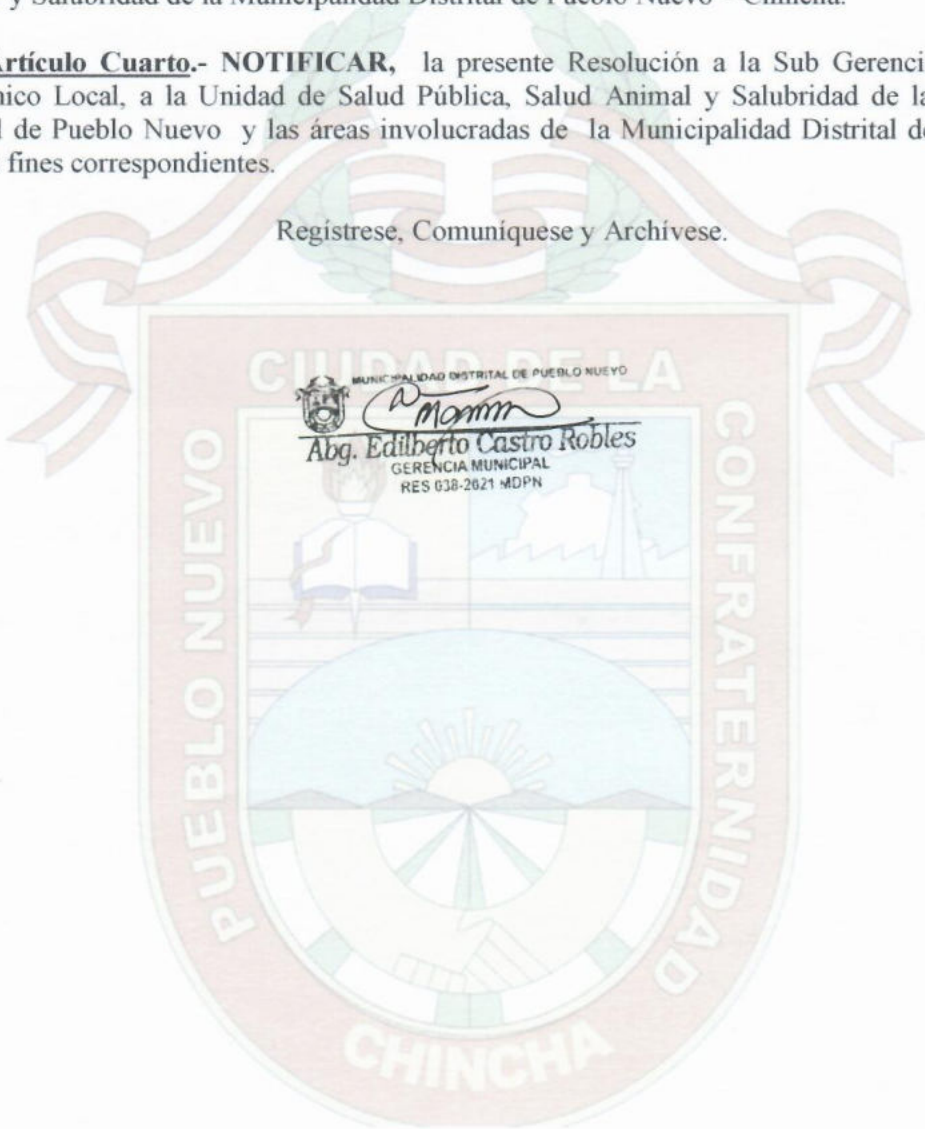 y Salubridad de la Municipalidad Distrital de Pueblo Nuevo – Chincha.
Artículo Cuarto.- NOTIFICAR, la presente Resolución a la Sub Gerenci
nico Local, a la Unidad de Salud Pública, Salud Animal y Salubridad de la
l de Pueblo Nuevo y las áreas involucradas de la Municipalidad Distrital de
fines correspondientes.
Regístrese, Comuníquese y Archívese.
CIUDAD DE LA
CONFRATERNIDAD
PUEBLO NUEVO
CHINCHA
MUNICIPALIDAD DISTRITAL DE PUEBLO NUEVO
Abg. Edilberto Castro Robles
GERENCIA MUNICIPAL
RES 038-2021 MDPN